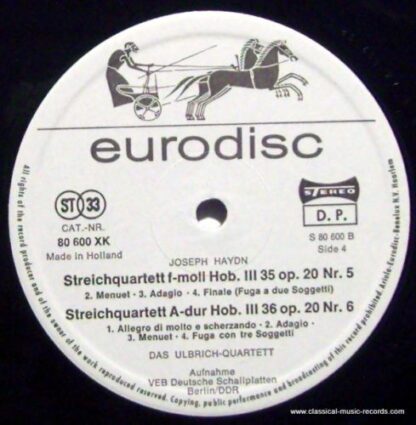 eurodisc
ST 33
CAT.-NR.
80 600 XK
Made in Holland
STEREO
D. P.
S 80 600 B
Side 4
JOSEPH HAYDN
Streichquartett f-moll Hob. III 35 op. 20 Nr. 5
2. Menuet · 3. Adagio · 4. Finale (Fuga a due Soggetti)
Streichquartett A-dur Hob. III 36 op. 20 Nr. 6
1. Allegro di molto e scherzando · 2. Adagio ·
3. Menuet · 4. Fuga con tre Soggetti
DAS ULBRICH-QUARTETT
Aufnahme
VEB Deutsche Schallplatten
Berlin/DDR
All rights of the record producer and of the owner of the work reproduced reserved. Copying, public performance and broadcasting of this record prohibited. Ariola-Eurodisc-Benelux N.V. Haarlem
www.classical-music-records.com